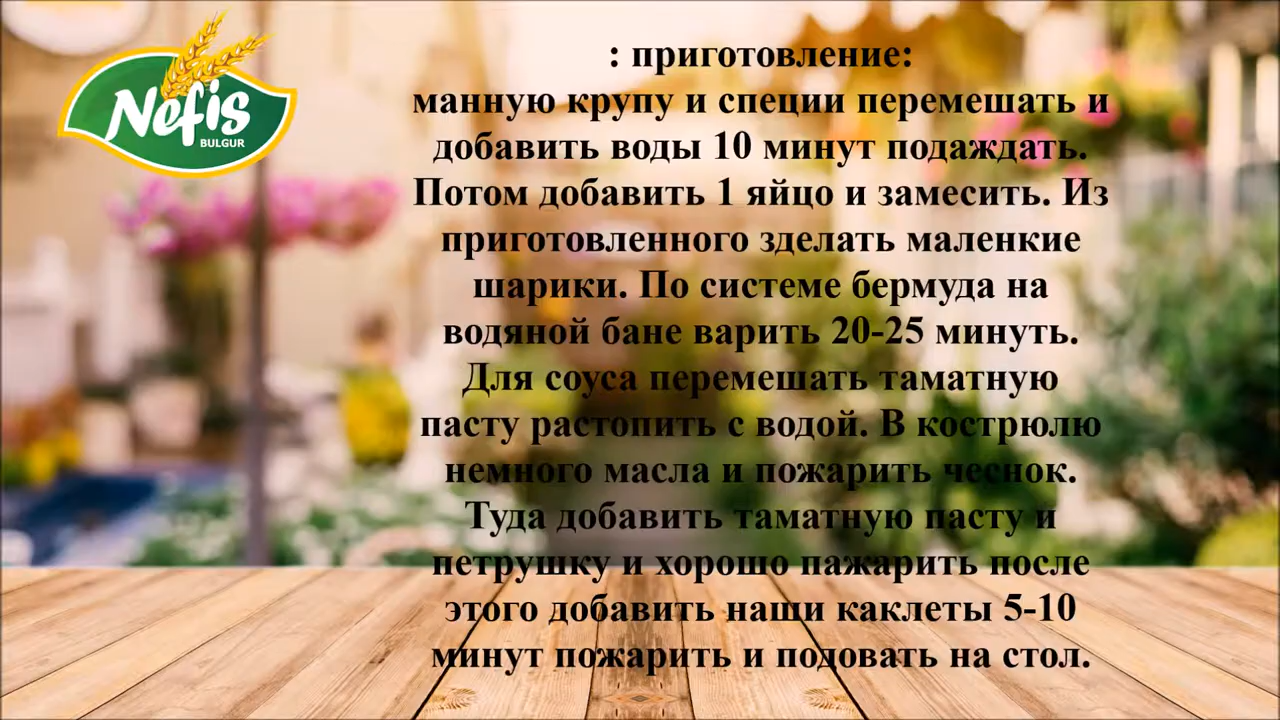 Nefis
BULGUR
: приготовление:
манную крупу и специи перемешать и
добавить воды 10 минут подаждать.
Потом добавить 1 яйцо и замесить. Из
приготовленного зделать маленкие
шарики. По системе бермуда на
водяной бане варить 20-25 минуть.
Для соуса перемешать таматную
пасту растопить с водой. В кострюлю
немного масла и пожарить чеснок.
Туда добавить таматную пасту и
петрушку и хорошо пажарить после
этого добавить наши каклеты 5-10
минут пожарить и подовать на стол.